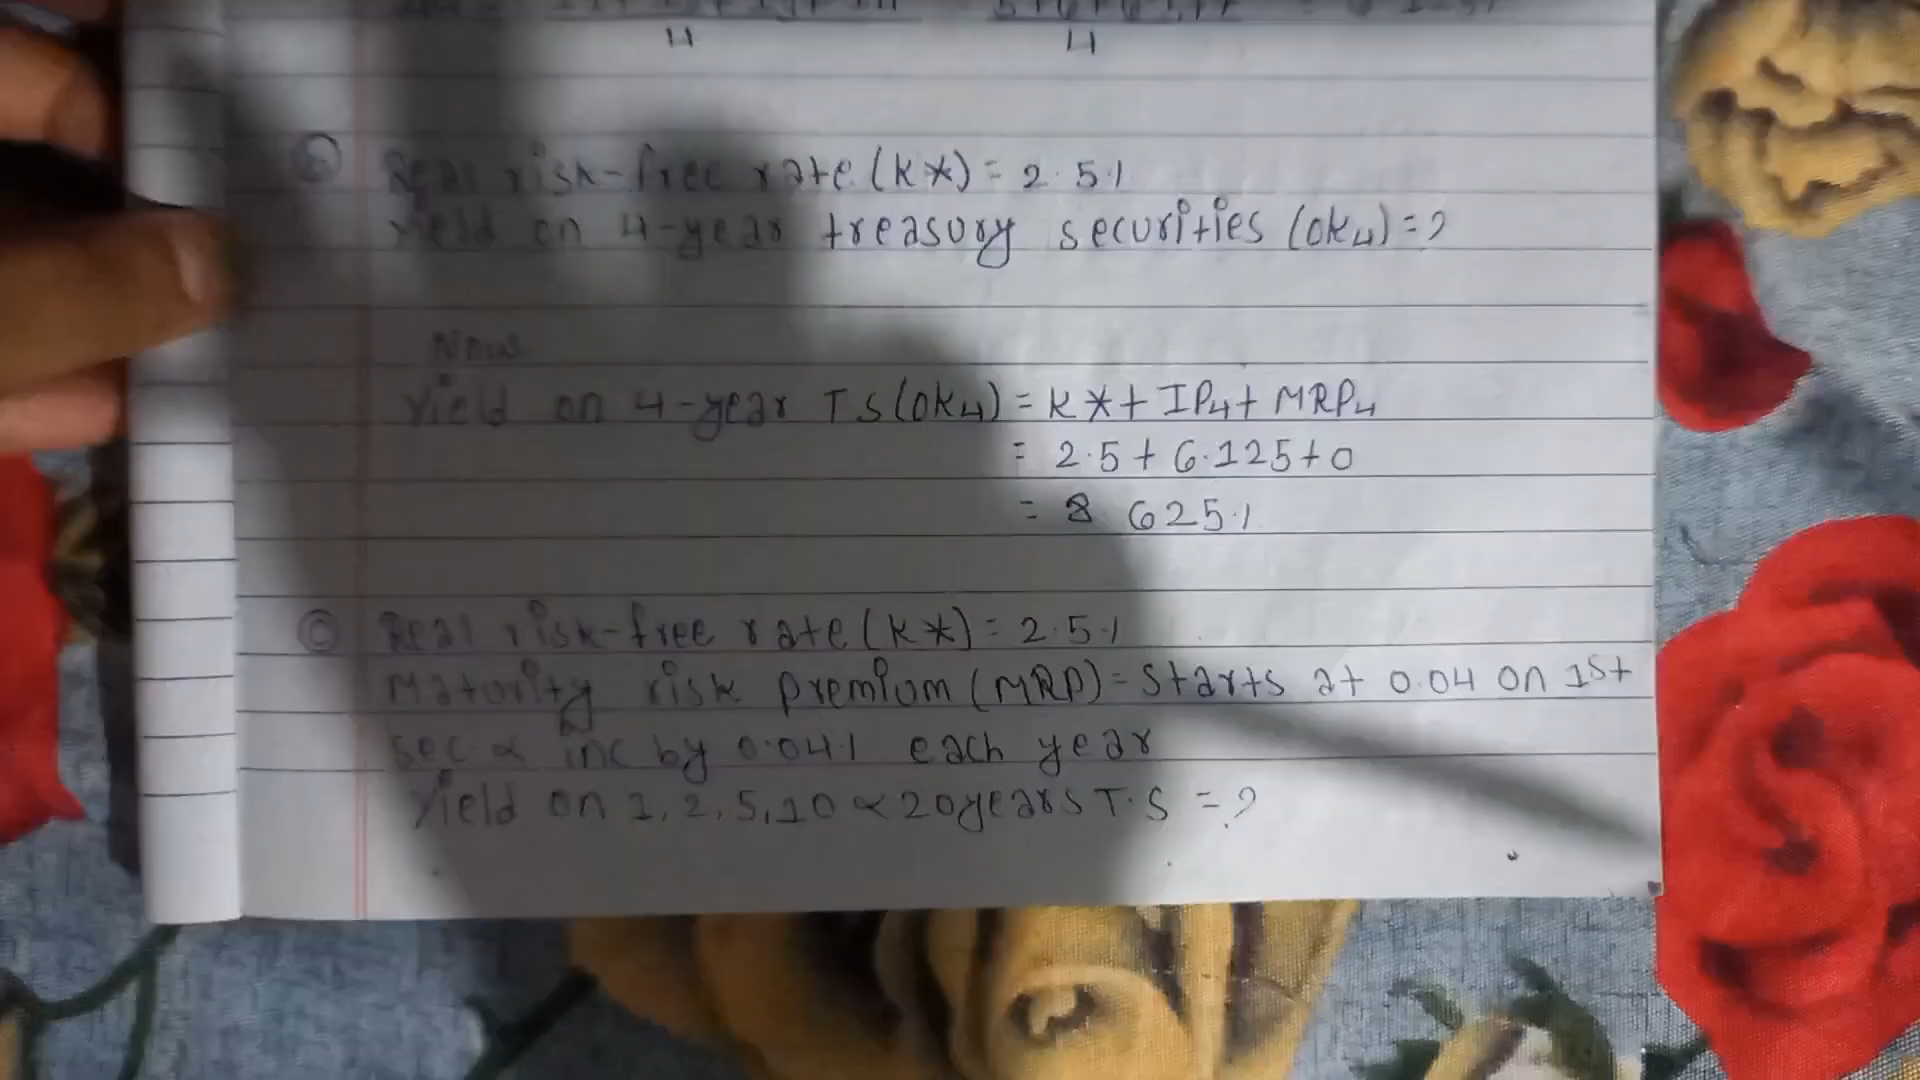 4 4
(b) Real risk-free rate (k*) = 2.5%
Yield on 4-year treasury securities (ok4) = ?
Now
Yield on 4-year TS (ok4) = k* + IP4 + MRP4
= 2.5 + 6.125 + 0
= 8 625%
(c) Real risk-free rate (k*) = 2.5%
Maturity risk premium (MRP) = starts at 0.04 on 1st
sec & inc by 0.04% each year
Yield on 1, 2, 5, 10 & 20 years T.S = ?